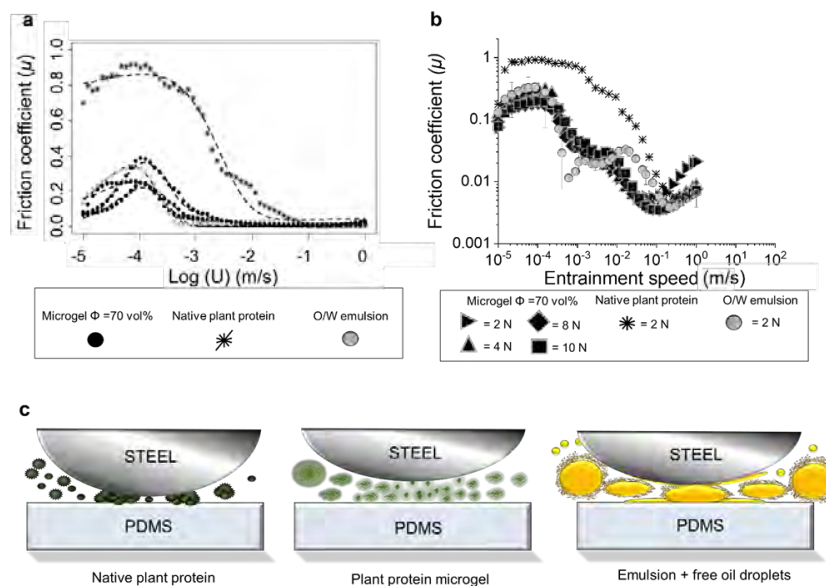 a
Friction coefficient (μ)
1.0
0.8
0.6
0.4
0.2
0.0
-5 -4 -3 -2 -1 0
Log (U) (m/s)
Microgel Φ =70 vol% Native plant protein O/W emulsion
b
Friction coefficient (μ)
1
0.1
0.01
0.001
10⁻⁵ 10⁻⁴ 10⁻³ 10⁻² 10⁻¹ 10⁰ 10¹ 10²
Entrainment speed (m/s)
Microgel Φ =70 vol% Native plant protein O/W emulsion
= 2 N = 8 N = 2 N = 2 N
= 4 N = 10 N
c
STEEL STEEL STEEL
PDMS PDMS PDMS
Native plant protein Plant protein microgel Emulsion + free oil droplets